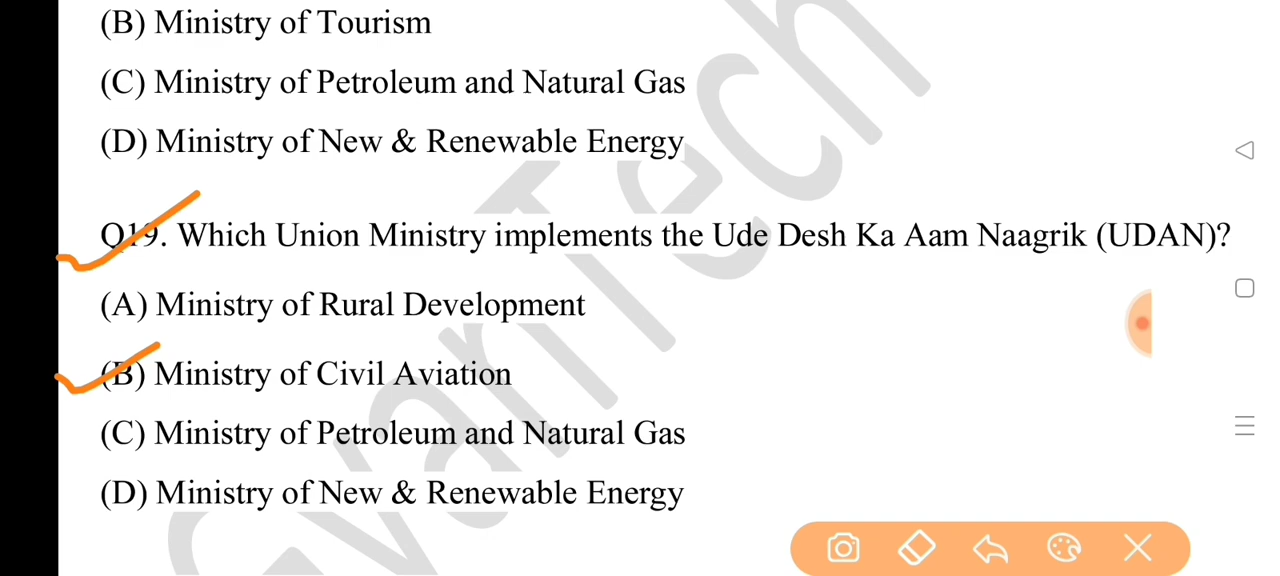 (B) Ministry of Tourism
(C) Ministry of Petroleum and Natural Gas
(D) Ministry of New & Renewable Energy
Q19. Which Union Ministry implements the Ude Desh Ka Aam Naagrik (UDAN)?
(A) Ministry of Rural Development
(B) Ministry of Civil Aviation
(C) Ministry of Petroleum and Natural Gas
(D) Ministry of New & Renewable Energy
GyanTech